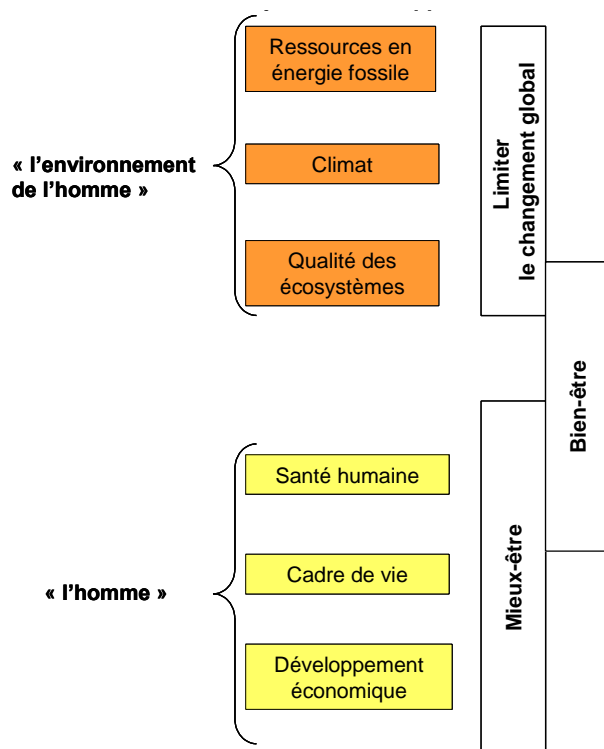 Ressources en
énergie fossile
« l'environnement
de l'homme »
Climat
Qualité des
écosystèmes
Limiter
le changement global
Bien-être
Santé humaine
« l'homme »
Cadre de vie
Développement
économique
Mieux-être